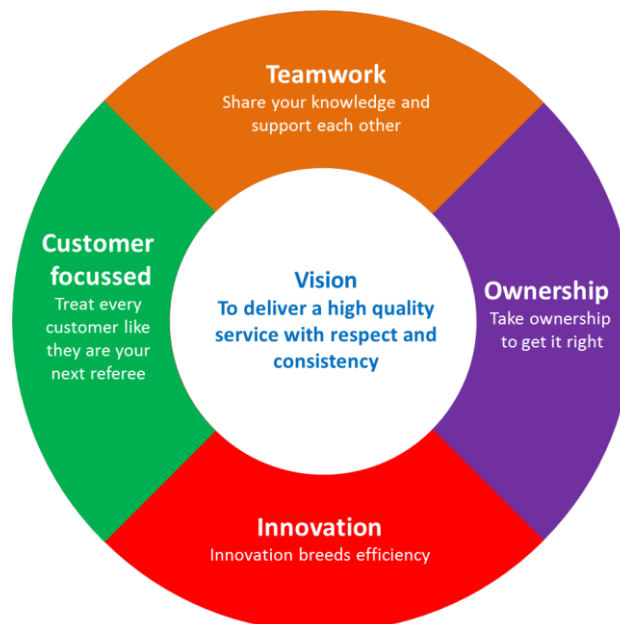 Teamwork
Share your knowledge and
support each other
Customer
focussed
Treat every
customer like
they are your
next referee
Vision
To deliver a high quality
service with respect and
consistency
Ownership
Take ownership
to get it right
Innovation
Innovation breeds efficiency